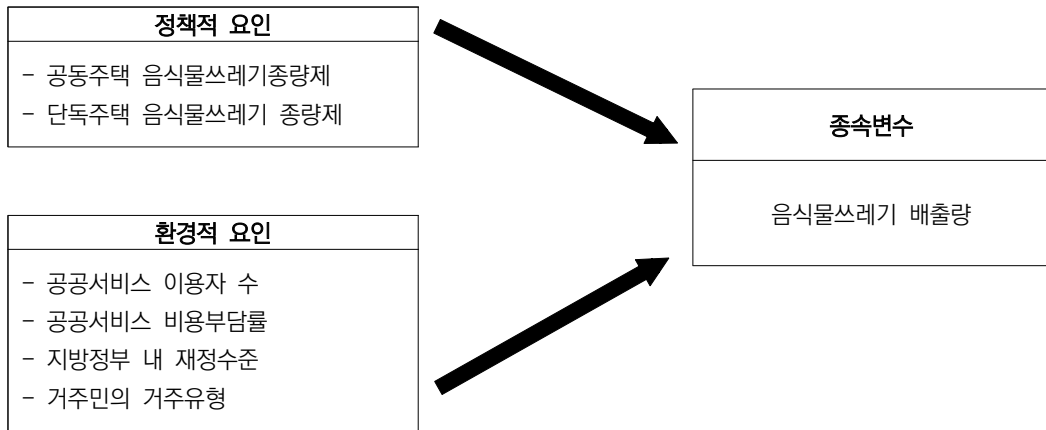 정책적 요인
- 공동주택 음식물쓰레기종량제
- 단독주택 음식물쓰레기 종량제
종속변수
음식물쓰레기 배출량
환경적 요인
- 공공서비스 이용자 수
- 공공서비스 비용부담률
- 지방정부 내 재정수준
- 거주민의 거주유형